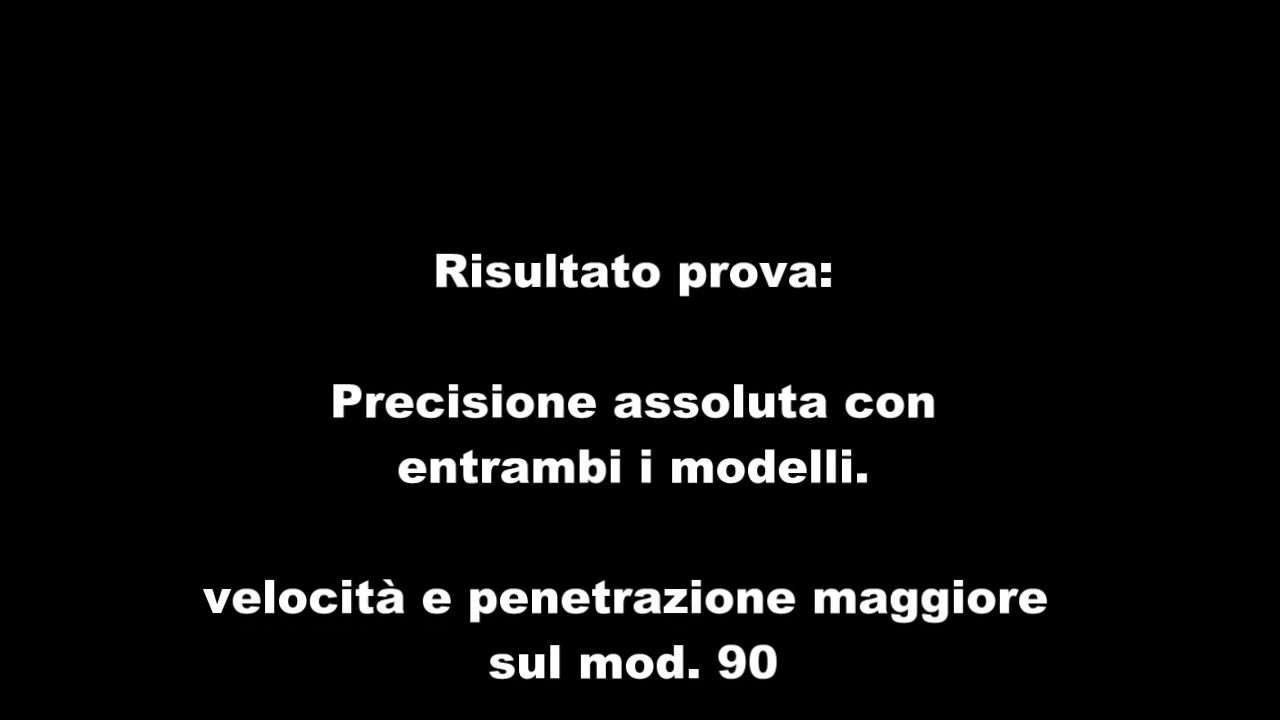 Risultato prova:
Precisione assoluta con
entrambi i modelli.
velocità e penetrazione maggiore
sul mod. 90